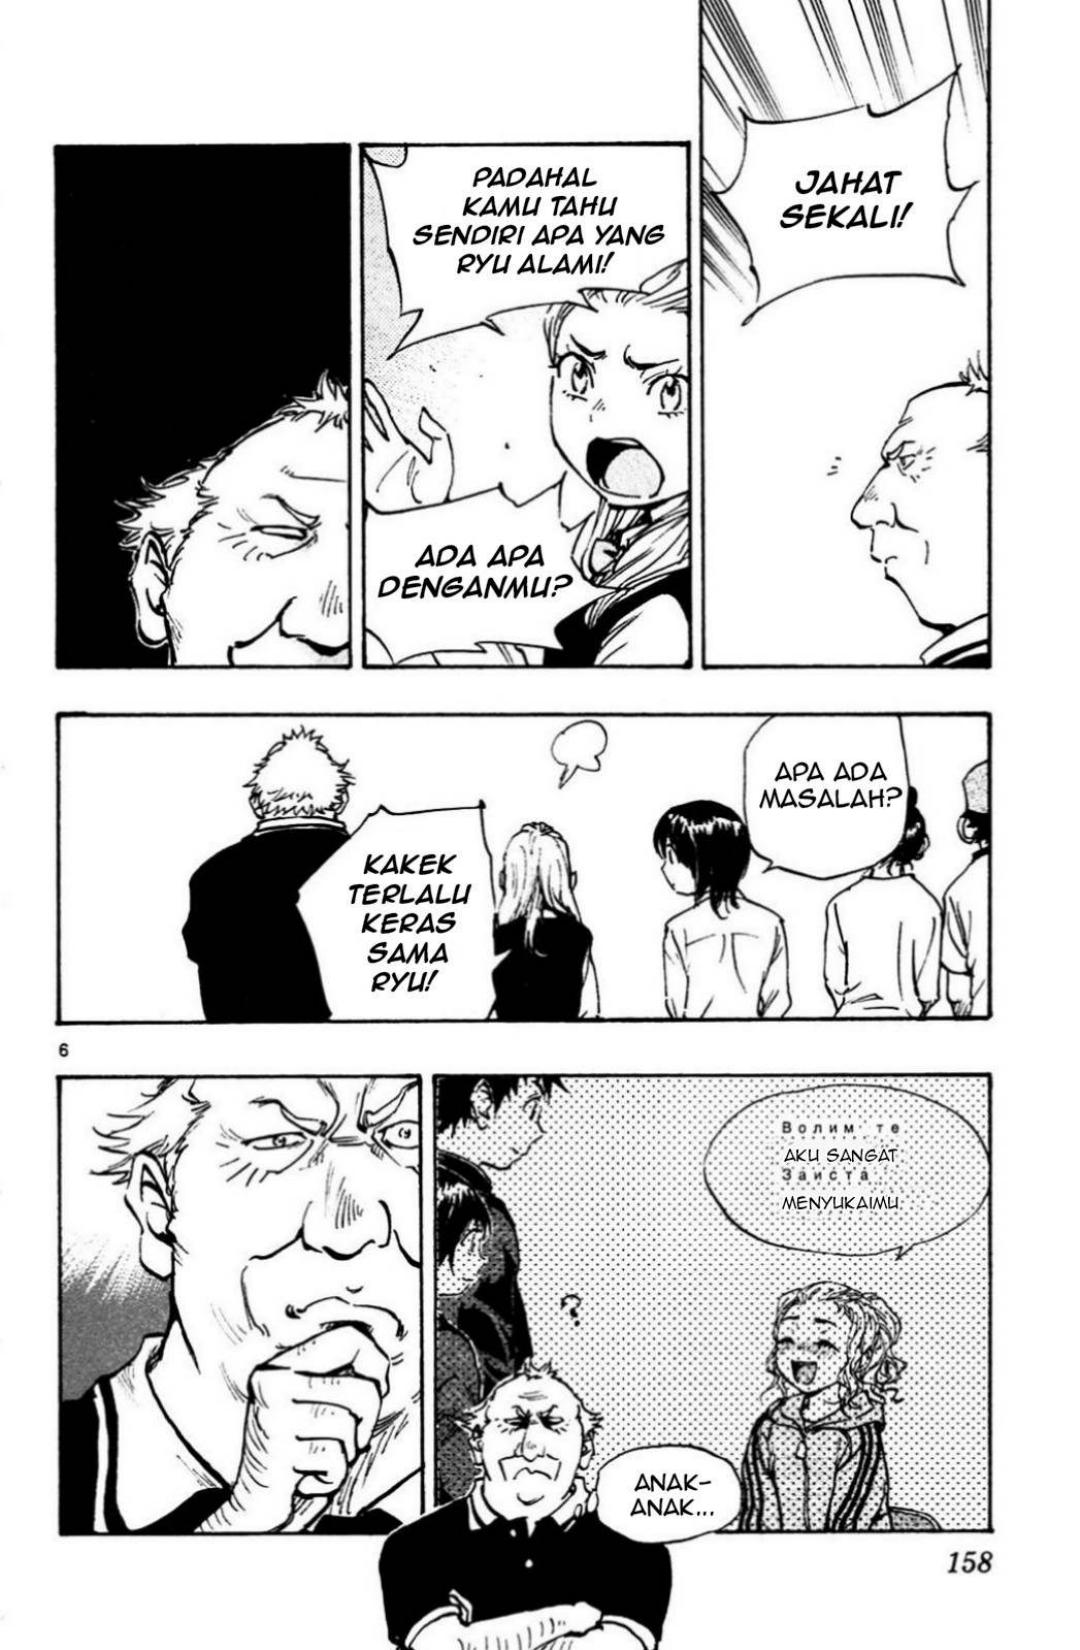 JAHAT
SEKALI!
PADAHAL
KAMU TAHU
SENDIRI APA YANG
RYU ALAMI!
ADA APA
DENGANMU?
APA ADA
MASALAH?
KAKEK
TERLALU
KERAS
SAMA
RYU!
6
Волим те
AKU SANGAT
Заиста
MENYUKAIMU
?
ANAK-
ANAK...
158